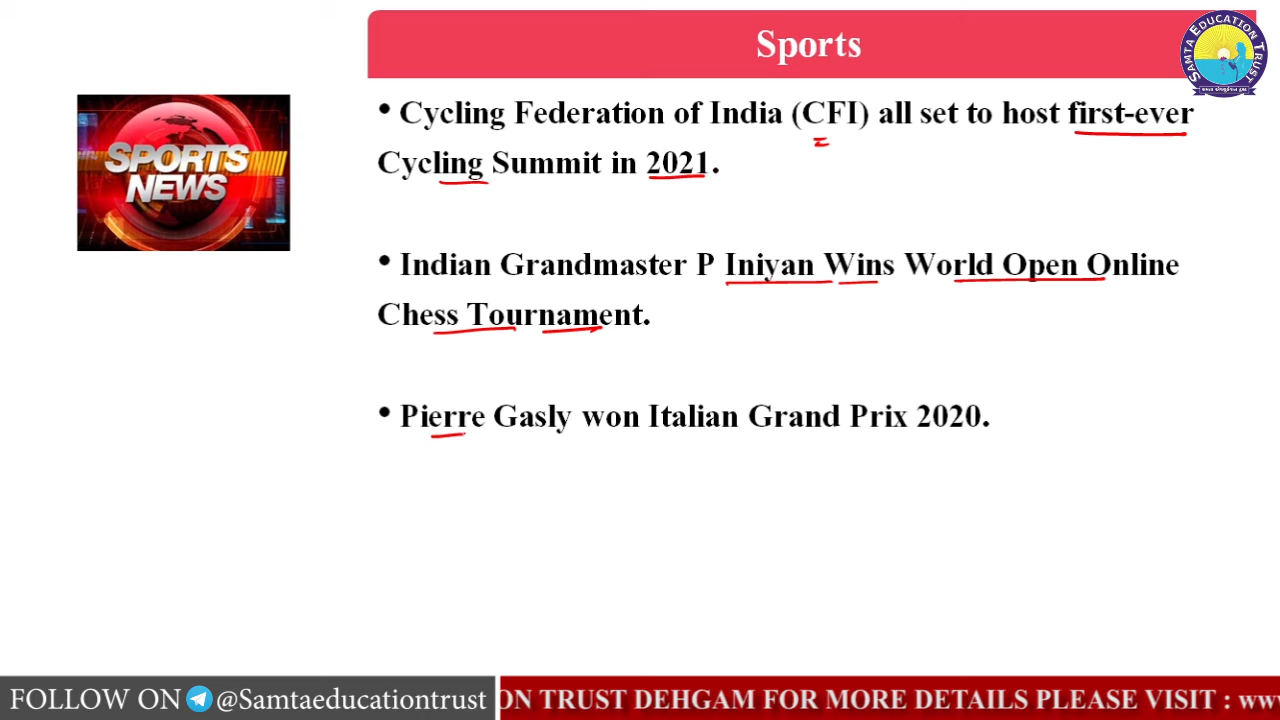 Sports
SAMTA EDUCATION TRUST
• Cycling Federation of India (CFI) all set to host first-ever
Cycling Summit in 2021.
SPORTS
NEWS
• Indian Grandmaster P Iniyan Wins World Open Online
Chess Tournament.
• Pierre Gasly won Italian Grand Prix 2020.
FOLLOW ON @Samtaeducationtrust
ON TRUST DEHGAM FOR MORE DETAILS PLEASE VISIT : www